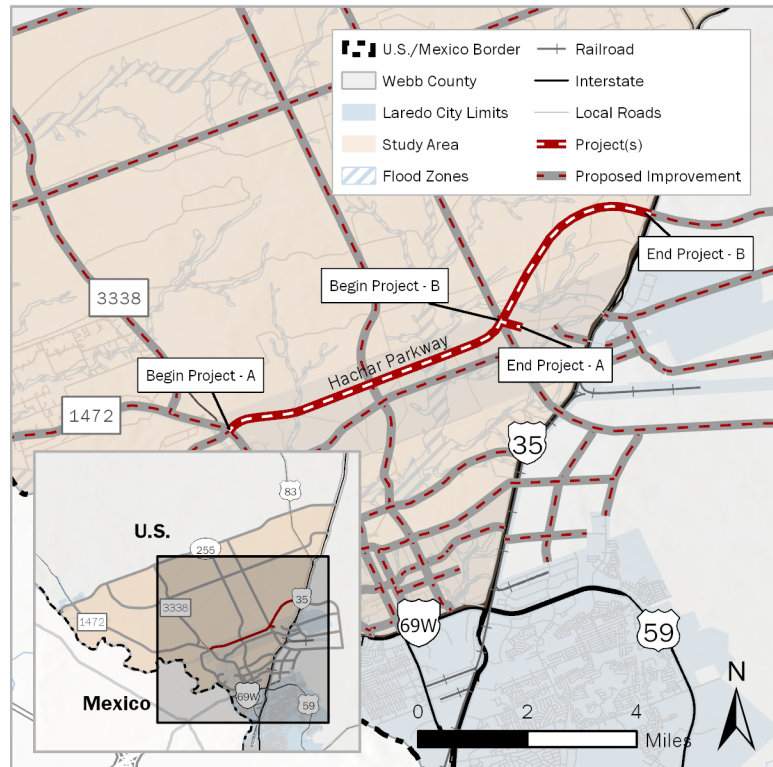 U.S./Mexico Border
Webb County
Laredo City Limits
Study Area
Flood Zones
Railroad
Interstate
Local Roads
Project(s)
Proposed Improvement
End Project - B
Begin Project - B
3338
Hachar Parkway
End Project - A
Begin Project - A
1472
35
83
U.S.
255
35
3338
1472
69W
59
Mexico
69W
59
N
0 2 4
Miles